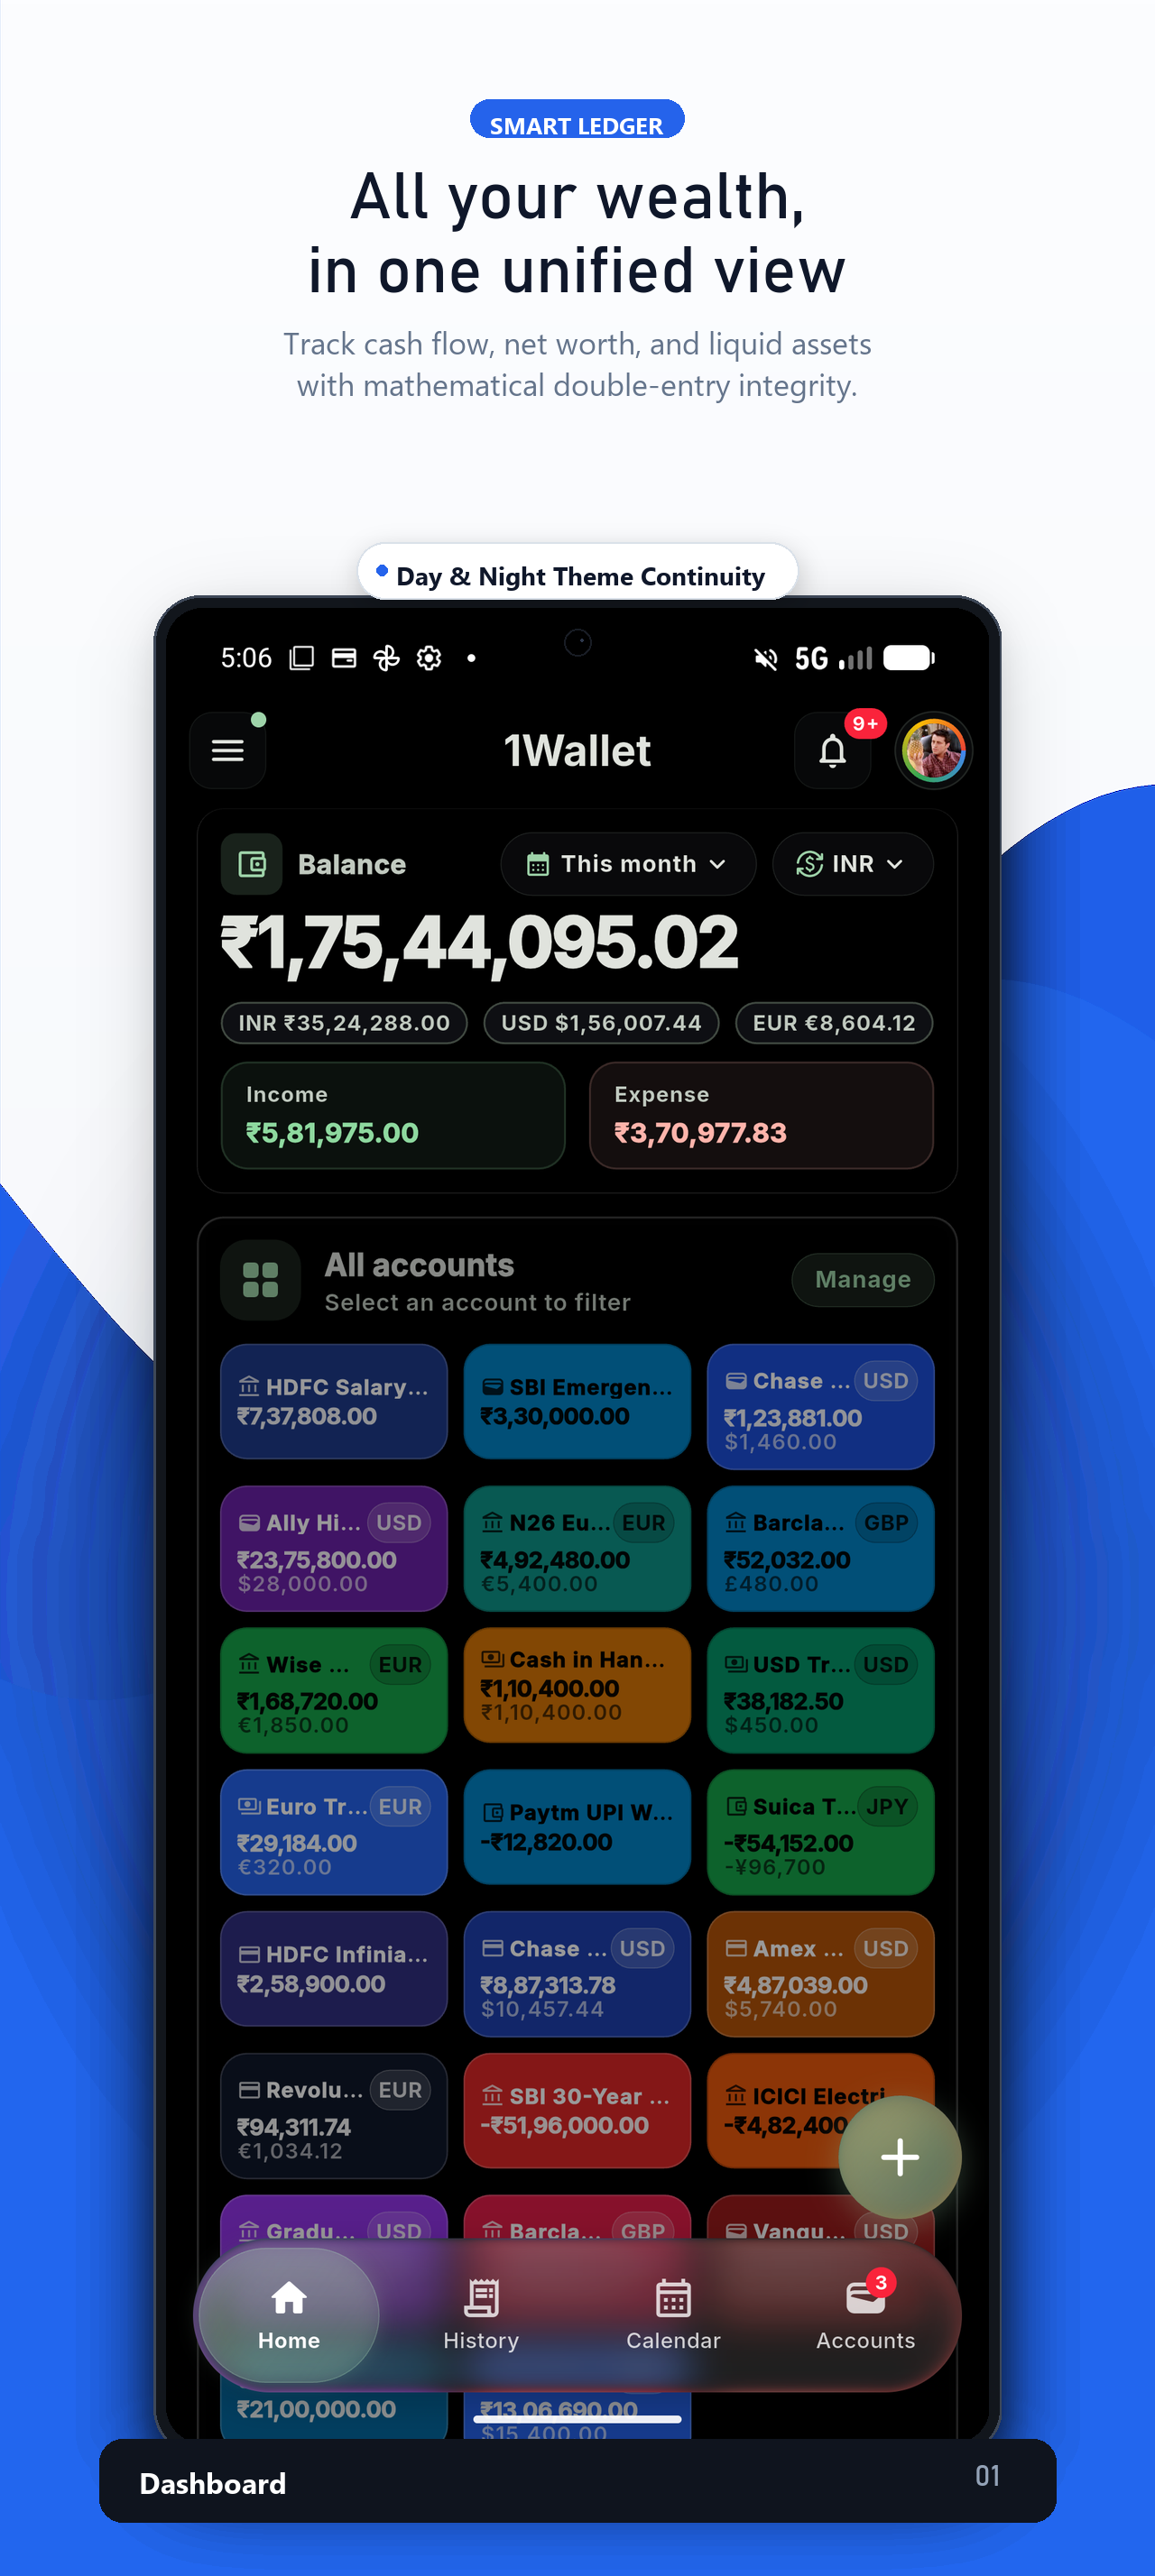 SMART LEDGER
All your wealth,
in one unified view
Track cash flow, net worth, and liquid assets
with mathematical double-entry integrity.
Day & Night Theme Continuity
5:06
5G
1Wallet
9+
Balance
This month
INR
₹1,75,44,095.02
INR ₹35,24,288.00
USD $1,56,007.44
EUR €8,604.12
Income
₹5,81,975.00
Expense
₹3,70,977.83
All accounts
Select an account to filter
Manage
HDFC Salary...
₹7,37,808.00
SBI Emergen...
₹3,30,000.00
Chase ... USD
₹1,23,881.00
$1,460.00
Ally Hi... USD
₹23,75,800.00
$28,000.00
N26 Eu... EUR
₹4,92,480.00
€5,400.00
Barcla... GBP
₹52,032.00
£480.00
Wise ... EUR
₹1,68,720.00
€1,850.00
Cash in Han...
₹1,10,400.00
₹1,10,400.00
USD Tr... USD
₹38,182.50
$450.00
Euro Tr... EUR
₹29,184.00
€320.00
Paytm UPI W...
-₹12,820.00
Suica T... JPY
-₹54,152.00
-¥96,700
HDFC Infinia...
₹2,58,900.00
Chase ... USD
₹8,87,313.78
$10,457.44
Amex ... USD
₹4,87,039.00
$5,740.00
Revolu... EUR
₹94,311.74
€1,034.12
SBI 30-Year ...
-₹51,96,000.00
ICICI Electri
-₹4,82,400
Gradu... USD
Barcla... GBP
Vangu... USD
Home
History
Calendar
3
Accounts
₹21,00,000.00
₹13,06,690.00
$15,400.00
Dashboard
01